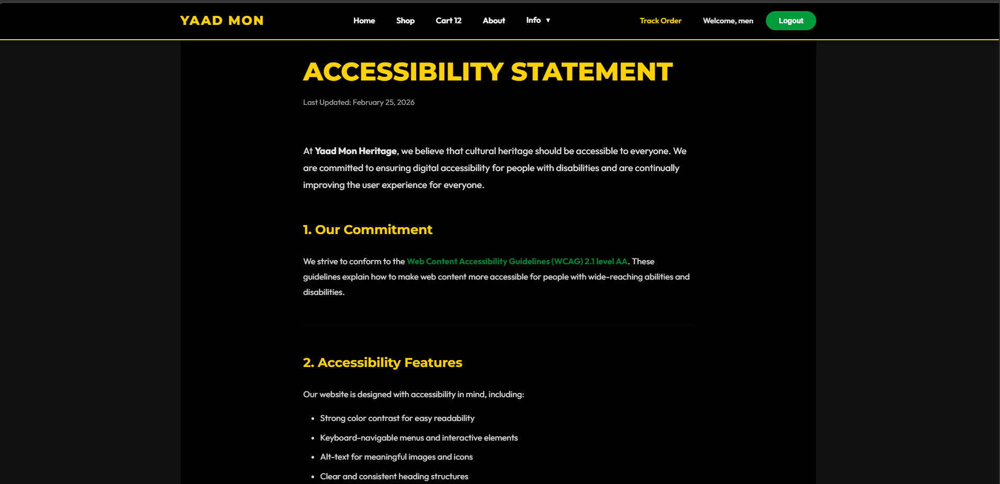 YAAD MON
Home
Shop
Cart 12
About
Info ▼
Track Order
Welcome, men
Logout
ACCESSIBILITY STATEMENT
Last Updated: February 25, 2026
At Yaad Mon Heritage, we believe that cultural heritage should be accessible to everyone. We
are committed to ensuring digital accessibility for people with disabilities and are continually
improving the user experience for everyone.
1. Our Commitment
We strive to conform to the Web Content Accessibility Guidelines (WCAG) 2.1 level AA. These
guidelines explain how to make web content more accessible for people with wide-reaching abilities and
disabilities.
2. Accessibility Features
Our website is designed with accessibility in mind, including:
• Strong color contrast for easy readability
• Keyboard-navigable menus and interactive elements
• Alt-text for meaningful images and icons
• Clear and consistent heading structures